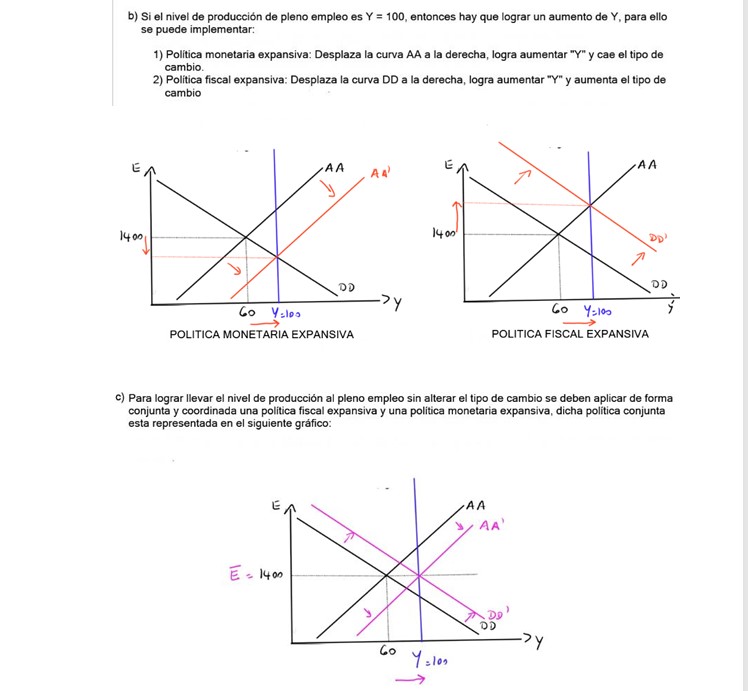 b) Si el nivel de producción de pleno empleo es Y = 100, entonces hay que lograr un aumento de Y, para ello
se puede implementar:
1) Política monetaria expansiva: Desplaza la curva AA a la derecha, logra aumentar "Y" y cae el tipo de
cambio.
2) Política fiscal expansiva: Desplaza la curva DD a la derecha, logra aumentar "Y" y aumenta el tipo de
cambio
E
AA
AA'
1400
DD
Y
60
Y=100
POLITICA MONETARIA EXPANSIVA
E
AA
1400
DD'
DD
Y
60
Y=100
POLITICA FISCAL EXPANSIVA
c) Para lograr llevar el nivel de producción al pleno empleo sin alterar el tipo de cambio se deben aplicar de forma
conjunta y coordinada una política fiscal expansiva y una política monetaria expansiva, dicha política conjunta
esta representada en el siguiente gráfico:
E
AA
AA'
E̅ = 1400
DD'
DD
Y
60
Y=100